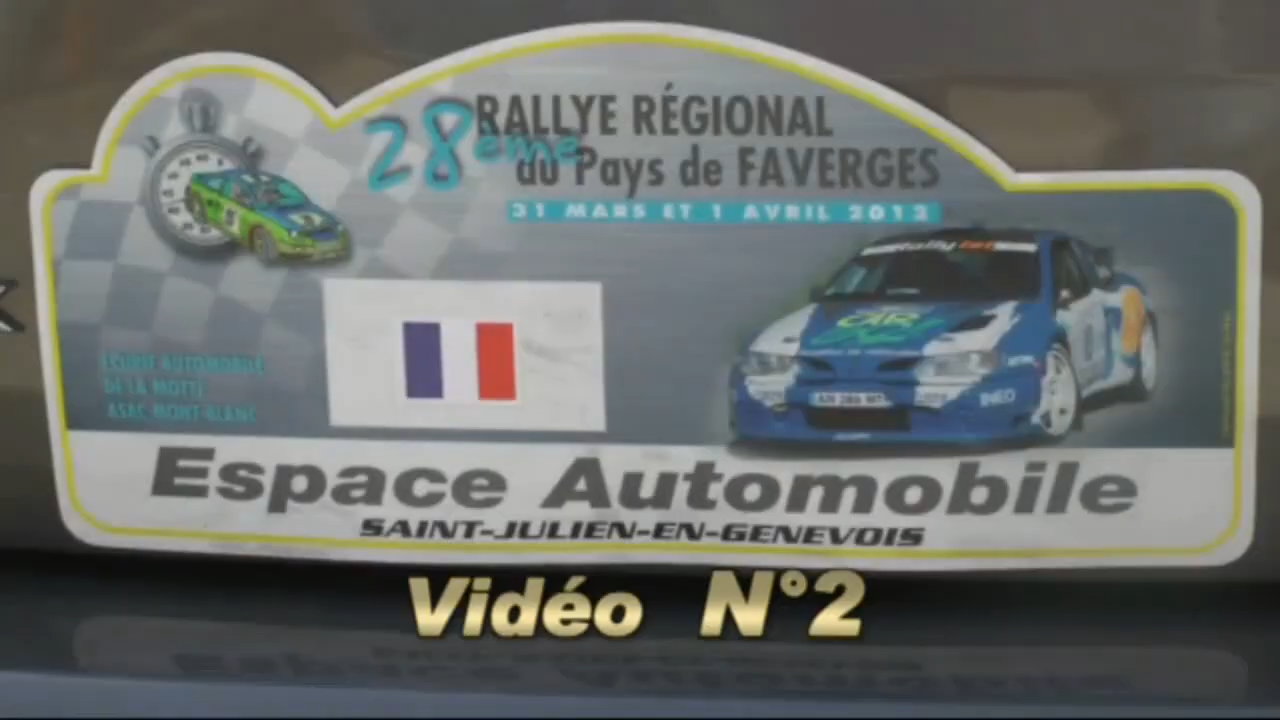 28ème RALLYE RÉGIONAL
du Pays de FAVERGES
31 MARS ET 1 AVRIL 2012
rally
ECURIE AUTOMOBILE
DE LA MOTTE
ASAC MONT-BLANC
Espace Automobile
SAINT-JULIEN-EN-GENEVOIS
Vidéo N°2